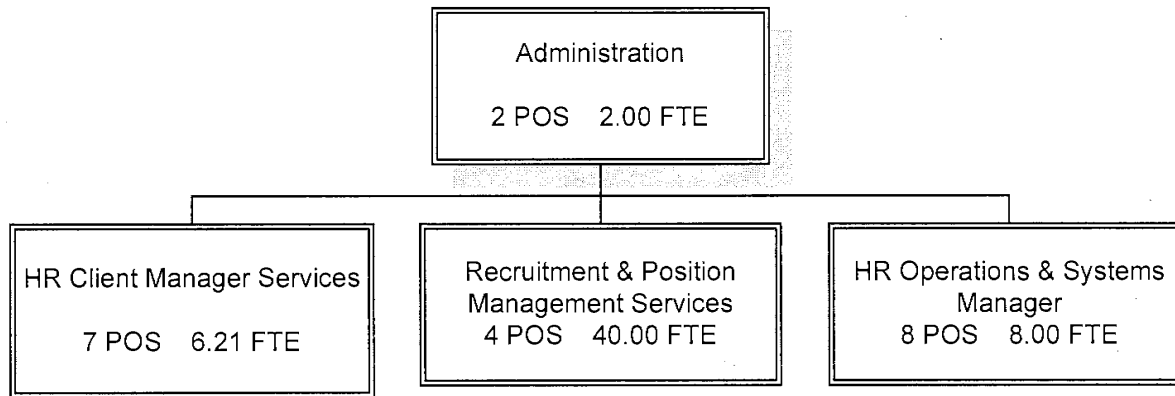 Administration
2 POS 2.00 FTE
HR Client Manager Services
7 POS 6.21 FTE
Recruitment & Position
Management Services
4 POS 40.00 FTE
HR Operations & Systems
Manager
8 POS 8.00 FTE